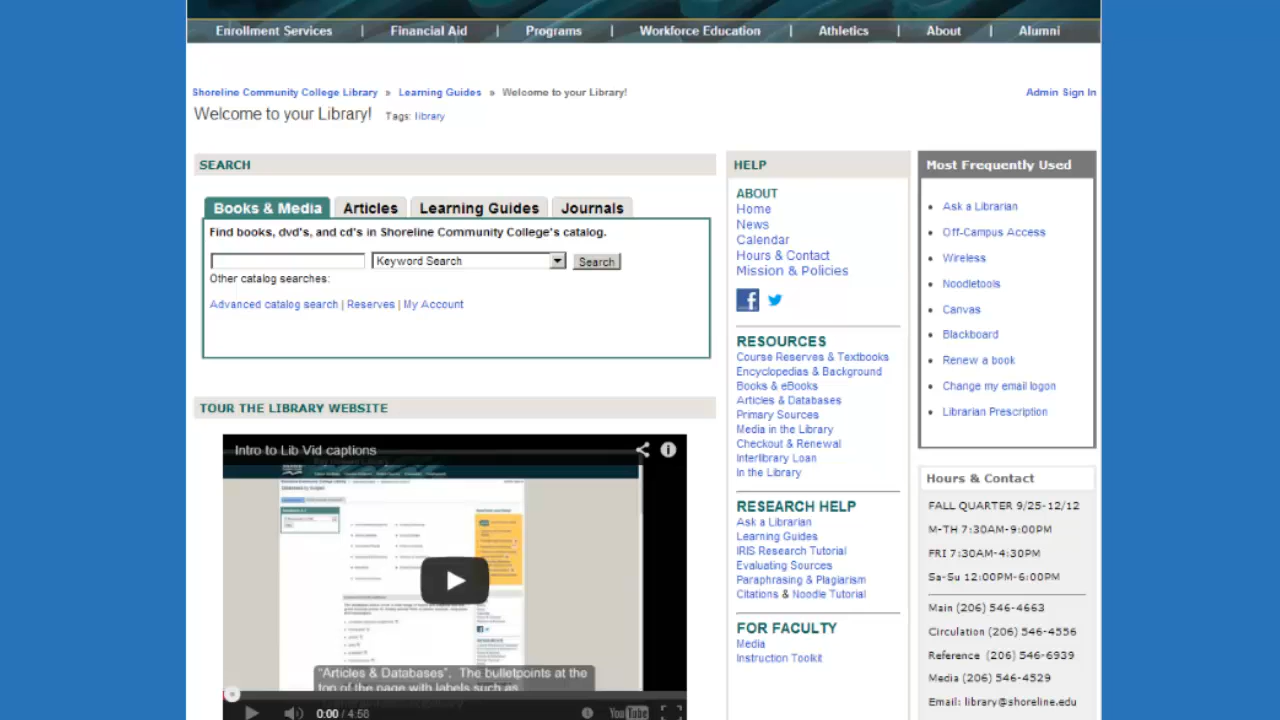 Enrollment Services | Financial Aid | Programs | Workforce Education | Athletics | About | Alumni
Shoreline Community College Library » Learning Guides » Welcome to your Library!
Admin Sign In
Welcome to your Library! Tags: library
SEARCH
Books & Media Articles Learning Guides Journals
Find books, dvd's, and cd's in Shoreline Community College's catalog.
Keyword Search Search
Other catalog searches:
Advanced catalog search | Reserves | My Account
TOUR THE LIBRARY WEBSITE
Intro to Lib Vid captions
"Articles & Databases". The bulletpoints at the
top of the page with labels such as
0:00 / 4:56
YouTube
HELP
ABOUT
Home
News
Calendar
Hours & Contact
Mission & Policies
RESOURCES
Course Reserves & Textbooks
Encyclopedias & Background
Books & eBooks
Articles & Databases
Primary Sources
Media in the Library
Checkout & Renewal
Interlibrary Loan
In the Library
RESEARCH HELP
Ask a Librarian
Learning Guides
IRIS Research Tutorial
Evaluating Sources
Paraphrasing & Plagiarism
Citations & Noodle Tutorial
FOR FACULTY
Media
Instruction Toolkit
Most Frequently Used
Ask a Librarian
Off-Campus Access
Wireless
Noodletools
Canvas
Blackboard
Renew a book
Change my email logon
Librarian Prescription
Hours & Contact
FALL QUARTER 9/25-12/12
M-TH 7:30AM-9:00PM
FRI 7:30AM-4:30PM
Sa-Su 12:00PM-6:00PM
Main (206) 546-4663
Circulation (206) 546-4556
Reference (206) 546-6939
Media (206) 546-4529
Email: library@shoreline.edu